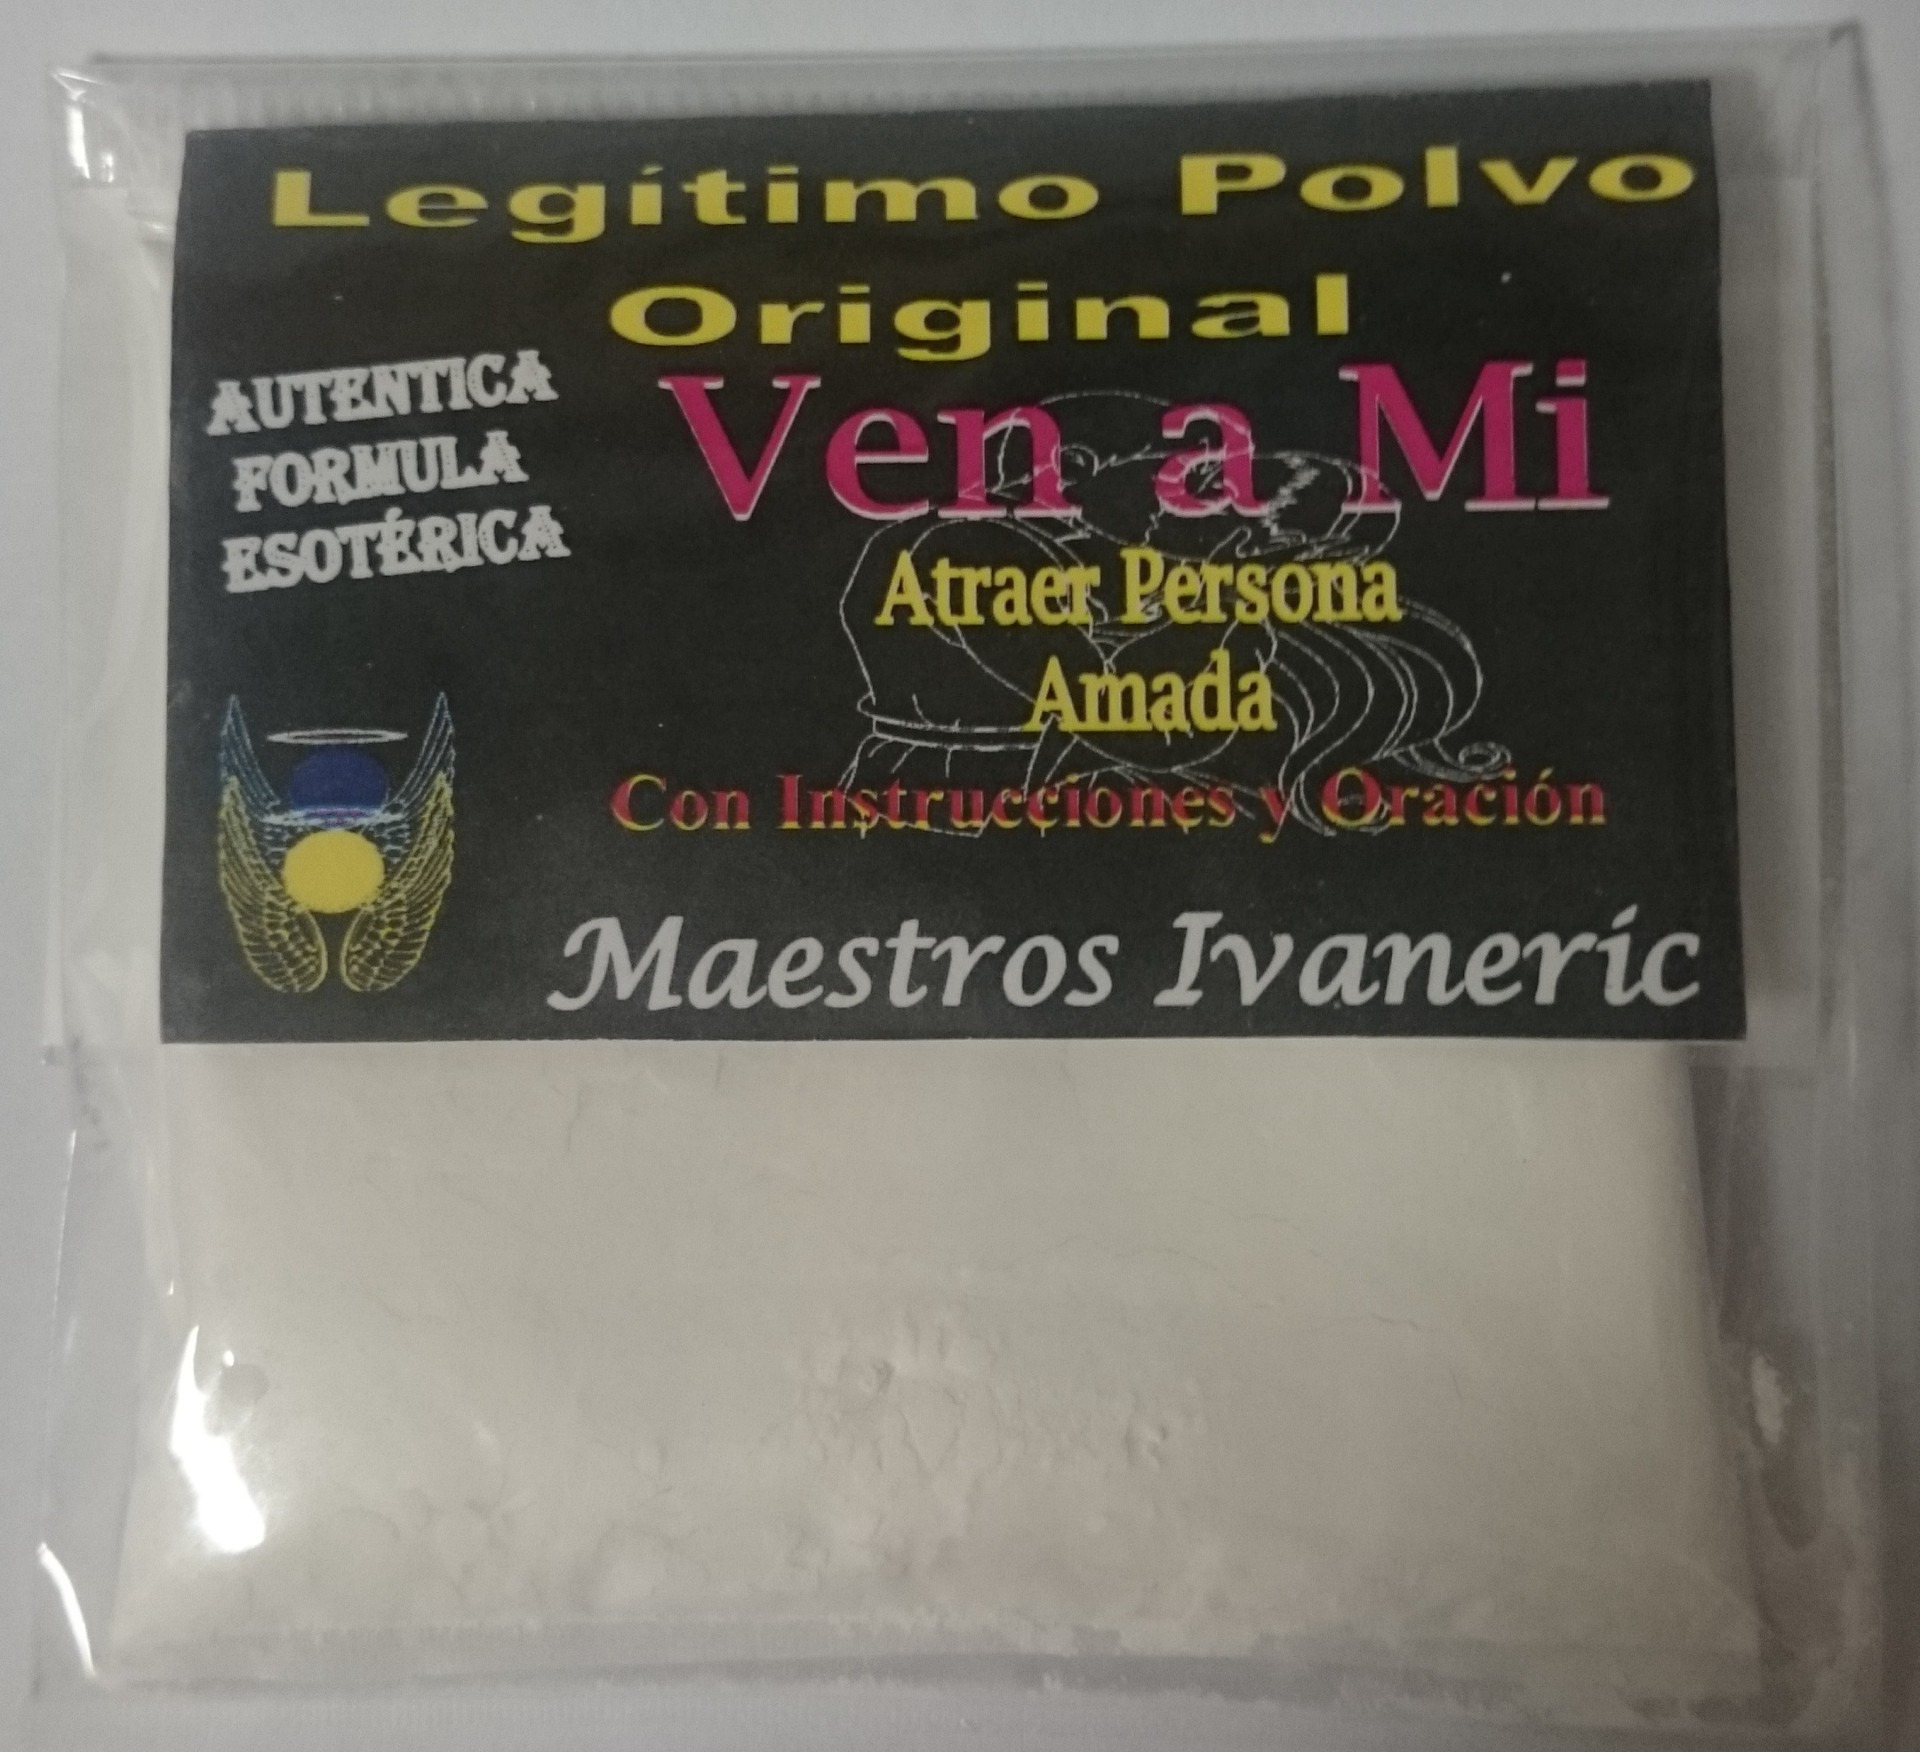 Legítimo Polvo
Original
AUTENTICA
FORMULA
ESOTÉRICA
Ven a Mi
Atraer Persona
Amada
Con Instrucciones y Oración
Maestros Ivaneric